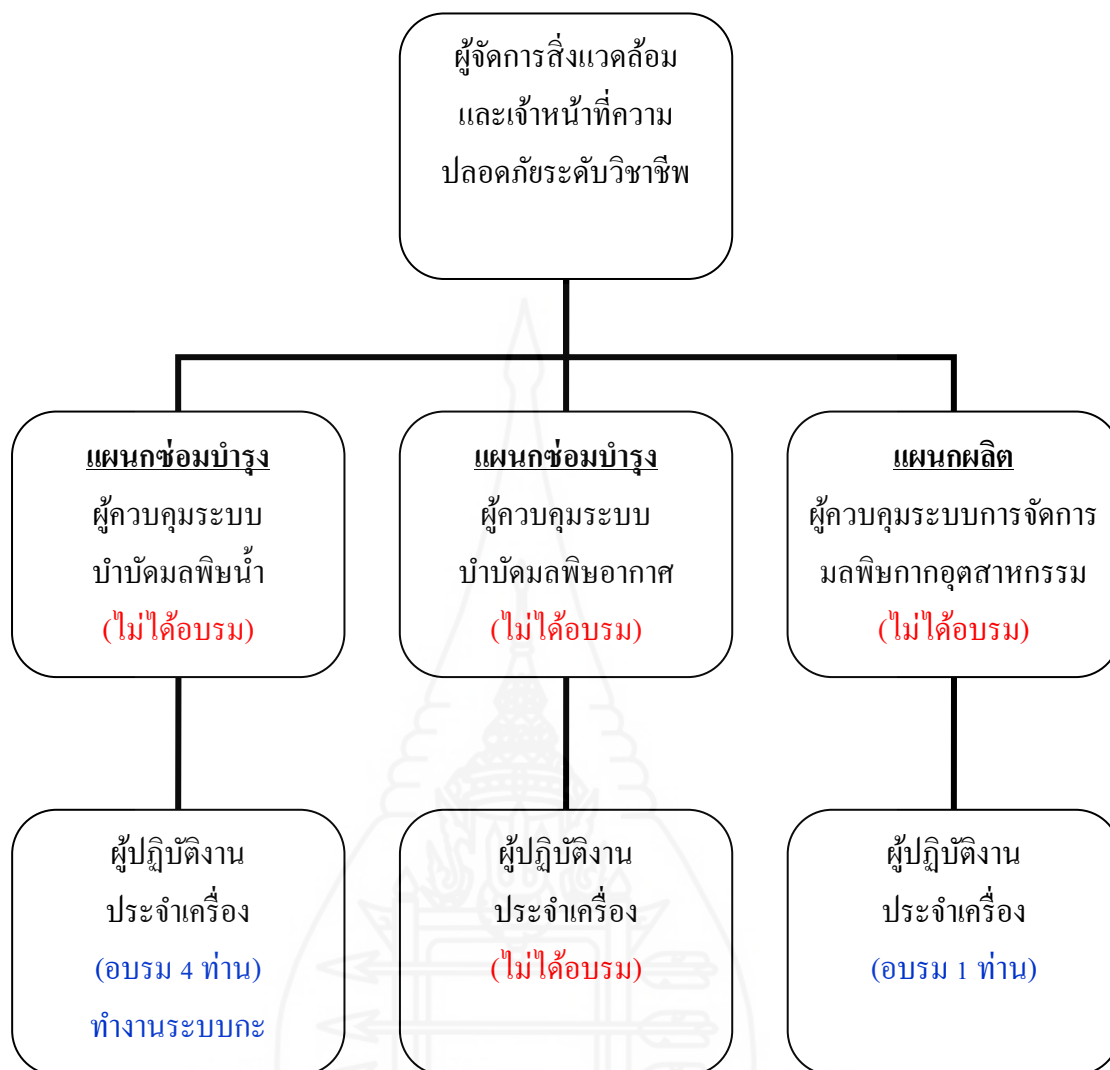 ผู้จัดการสิ่งแวดล้อม
และเจ้าหน้าที่ความ
ปลอดภัยระดับวิชาชีพ
แผนกซ่อมบำรุง
ผู้ควบคุมระบบ
บำบัดมลพิษน้ำ
(ไม่ได้อบรม)
แผนกซ่อมบำรุง
ผู้ควบคุมระบบ
บำบัดมลพิษอากาศ
(ไม่ได้อบรม)
แผนกผลิต
ผู้ควบคุมระบบการจัดการ
มลพิษกากอุตสาหกรรม
(ไม่ได้อบรม)
ผู้ปฏิบัติงาน
ประจำเครื่อง
(อบรม 4 ท่าน)
ทำงานระบบกะ
ผู้ปฏิบัติงาน
ประจำเครื่อง
(ไม่ได้อบรม)
ผู้ปฏิบัติงาน
ประจำเครื่อง
(อบรม 1 ท่าน)